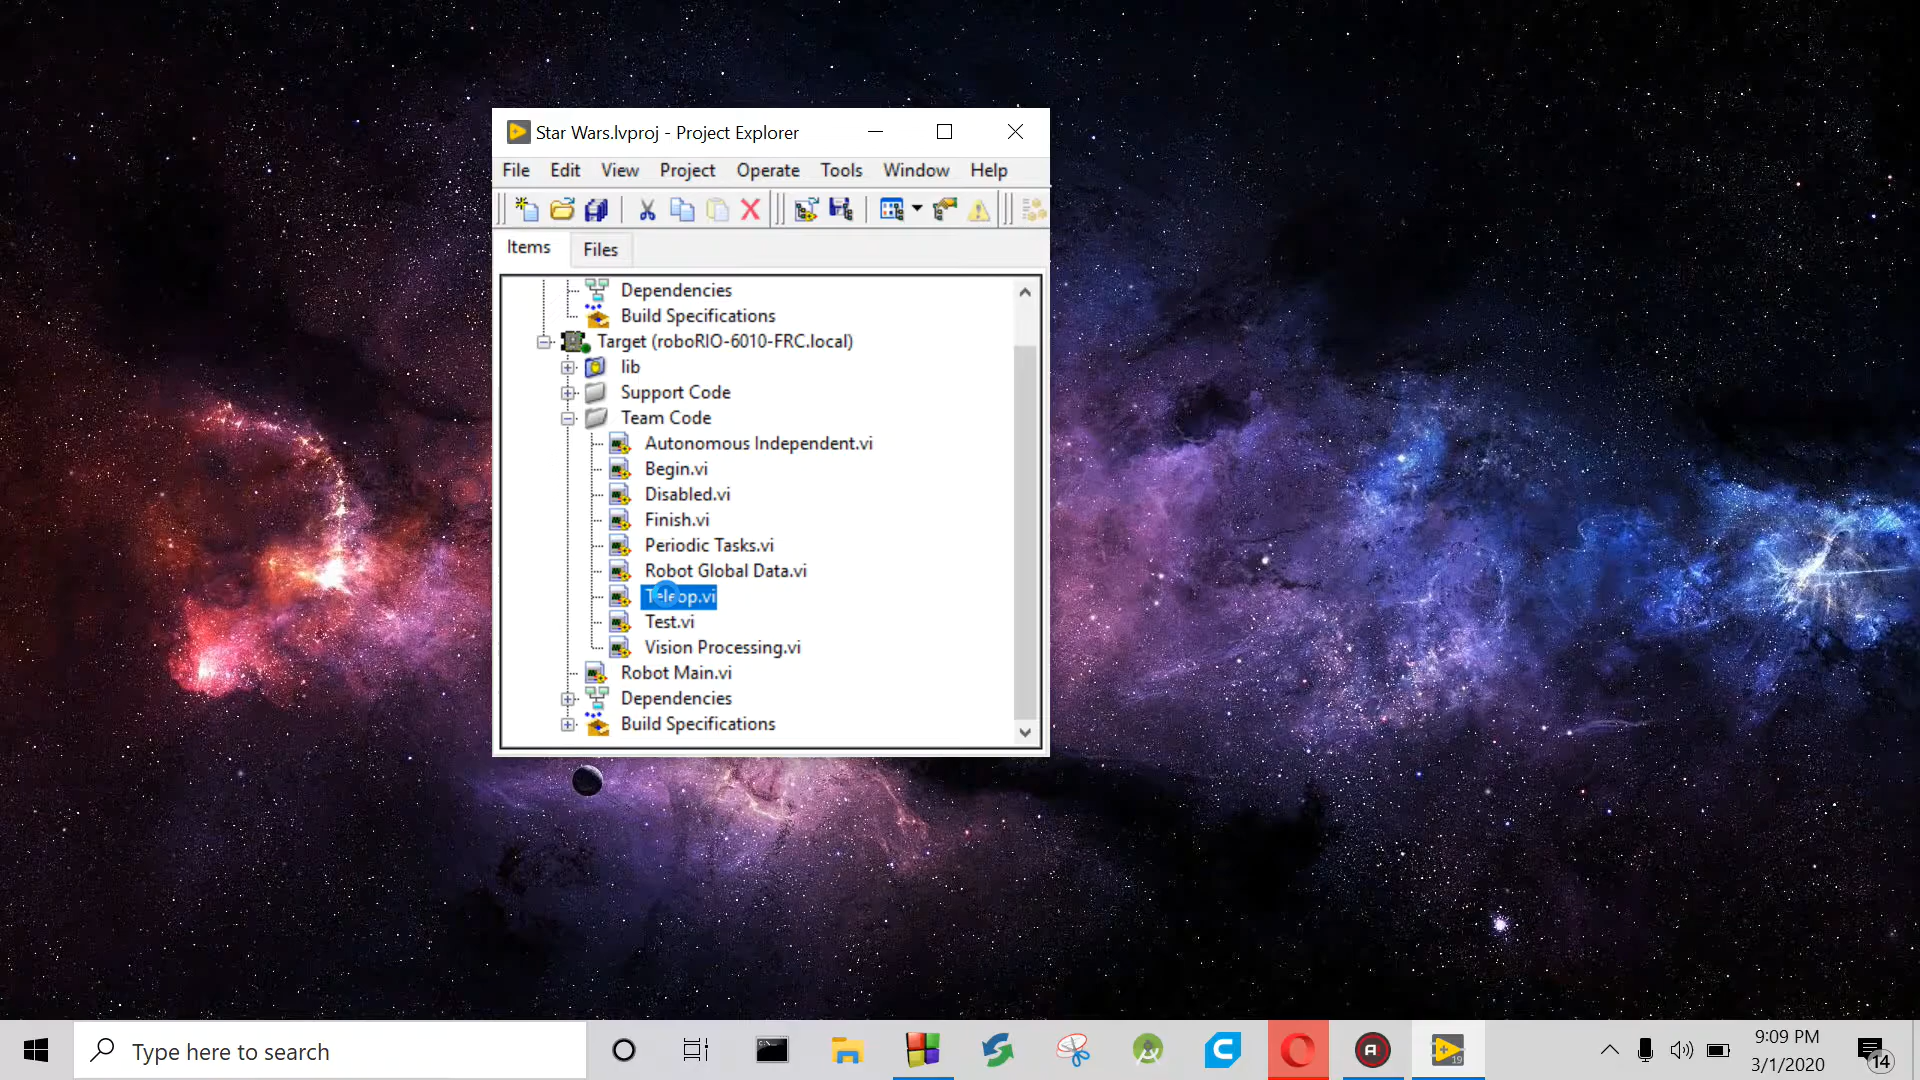 Star Wars.lvproj - Project Explorer
File Edit View Project Operate Tools Window Help
Items Files
Dependencies
Build Specifications
Target (roboRIO-6010-FRC.local)
lib
Support Code
Team Code
Autonomous Independent.vi
Begin.vi
Disabled.vi
Finish.vi
Periodic Tasks.vi
Robot Global Data.vi
Teleop.vi
Test.vi
Vision Processing.vi
Robot Main.vi
Dependencies
Build Specifications
Type here to search
9:09 PM
3/1/2020
14
19